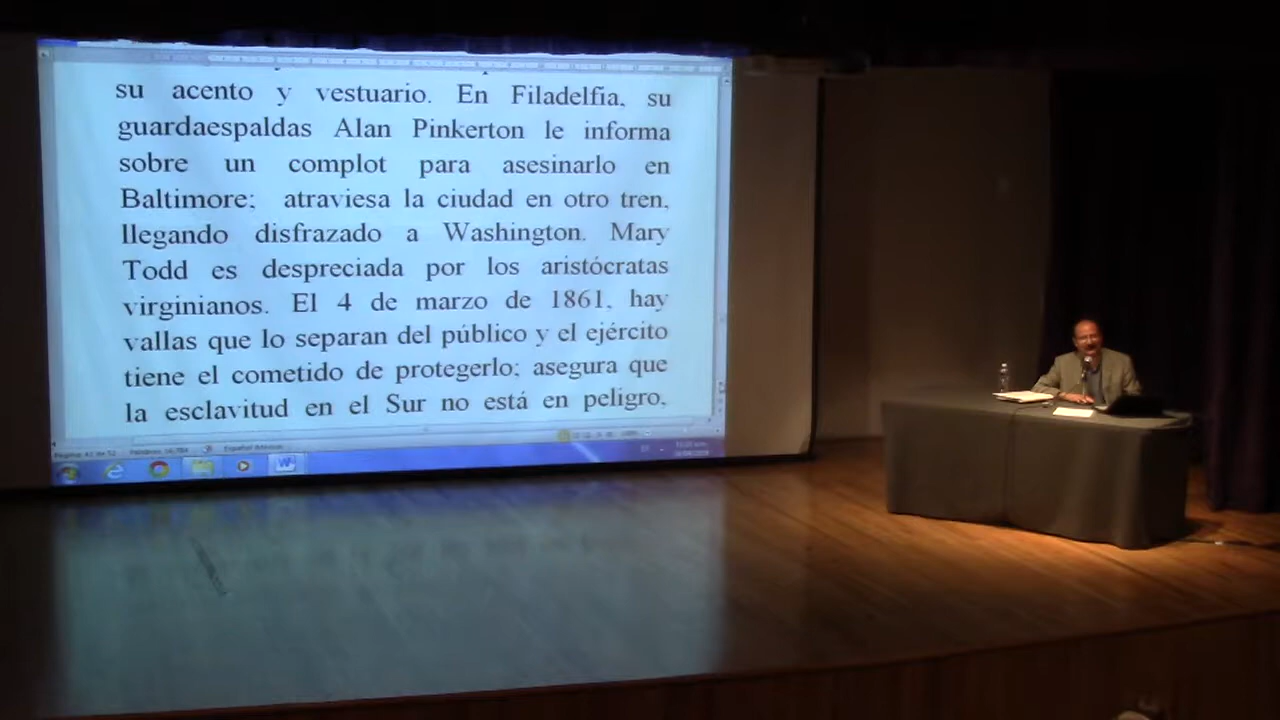 su acento y vestuario. En Filadelfia, su
guardaespaldas Alan Pinkerton le informa
sobre un complot para asesinarlo en
Baltimore; atraviesa la ciudad en otro tren,
llegando disfrazado a Washington. Mary
Todd es despreciada por los aristócratas
virginianos. El 4 de marzo de 1861, hay
vallas que lo separan del público y el ejército
tiene el cometido de protegerlo; asegura que
la esclavitud en el Sur no está en peligro,